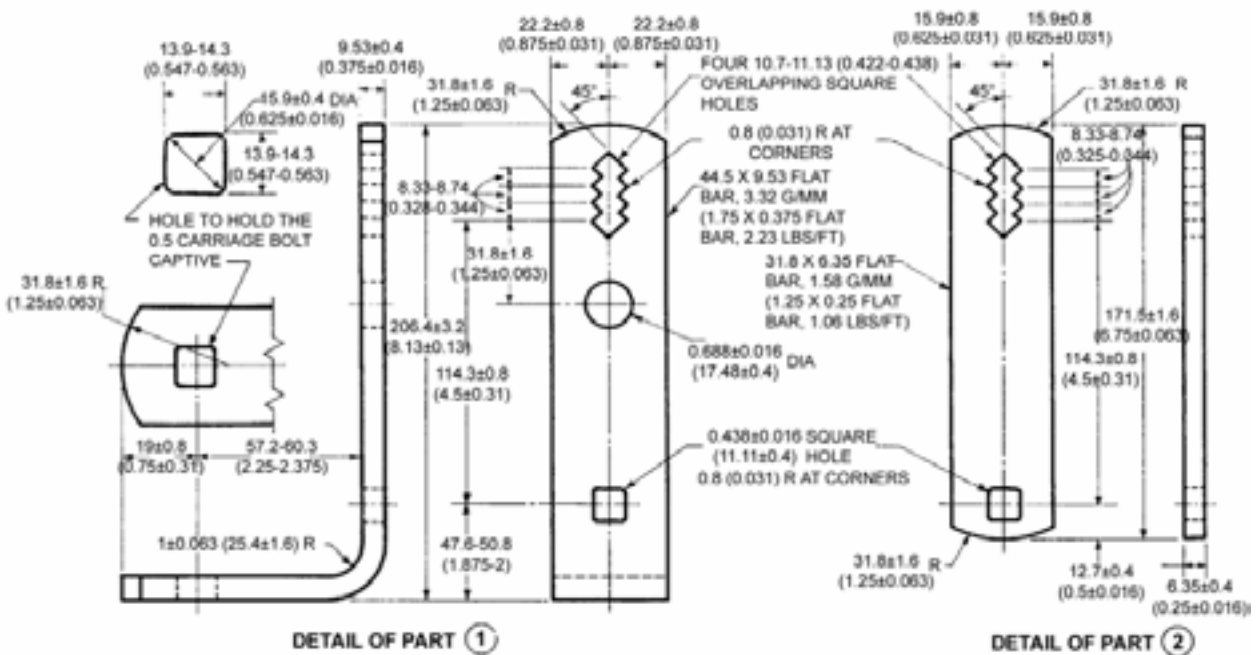 13.9-14.3
(0.547-0.563)
9.53±0.4
(0.375±0.016)
15.9±0.4 DIA
(0.625±0.016)
13.9-14.3
(0.547-0.563)
HOLE TO HOLD THE
0.5 CARRIAGE BOLT
CAPTIVE
31.8±1.6 R
(1.25±0.063)
19±0.8
(0.75±0.31)
57.2-60.3
(2.25-2.375)
1±0.063 (25.4±1.6) R
22.2±0.8
(0.875±0.031)
22.2±0.8
(0.875±0.031)
31.8±1.6 R
(1.25±0.063)
45°
8.33-8.74
(0.328-0.344)
31.8±1.6
(1.25±0.063)
206.4±3.2
(8.13±0.13)
114.3±0.8
(4.5±0.31)
47.6-50.8
(1.875-2)
FOUR 10.7-11.13 (0.422-0.438)
OVERLAPPING SQUARE
HOLES
0.8 (0.031) R AT
CORNERS
44.5 X 9.53 FLAT
BAR, 3.32 G/MM
(1.75 X 0.375 FLAT
BAR, 2.23 LBS/FT)
31.8 X 6.35 FLAT
BAR, 1.58 G/MM
(1.25 X 0.25 FLAT
BAR, 1.06 LBS/FT)
0.688±0.016 DIA
(17.48±0.4)
0.438±0.016 SQUARE
(11.11±0.4) HOLE
0.8 (0.031) R AT CORNERS
15.9±0.8
(0.625±0.031)
15.9±0.8
(0.625±0.031)
45°
31.8±1.6 R
(1.25±0.063)
8.33-8.74
(0.325-0.344)
171.5±1.6
(6.75±0.063)
114.3±0.8
(4.5±0.31)
31.8±1.6 R
(1.25±0.063)
12.7±0.4
(0.5±0.016)
6.35±0.4
(0.25±0.016)
DETAIL OF PART 1
DETAIL OF PART 2